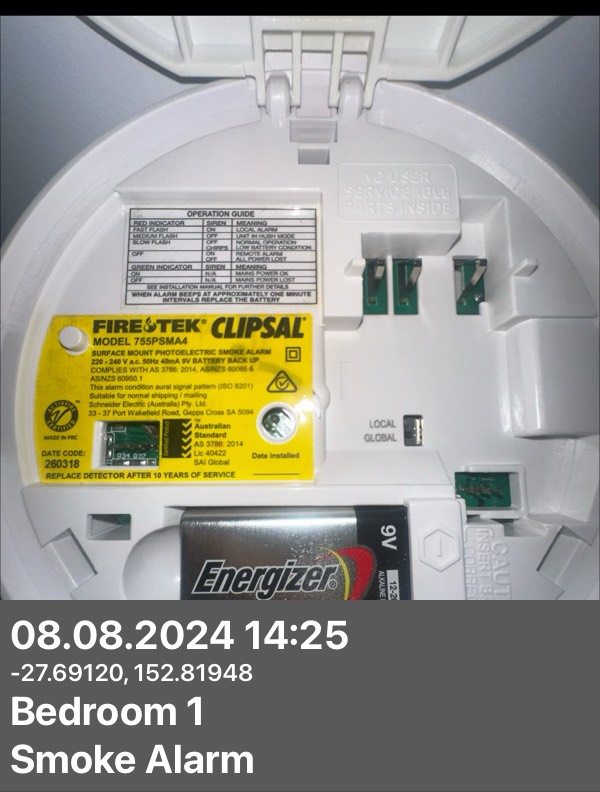 NO USER
SERVICEABLE
PARTS INSIDE
OPERATION GUIDE
RED INDICATOR SIREN MEANING
FAST FLASH ON LOCAL ALARM
MEDIUM FLASH OFF UNIT IN HUSH MODE
SLOW FLASH OFF NORMAL OPERATION
CHIRPS LOW BATTERY CONDITION
OFF ON REMOTE ALARM
OFF ALL POWER LOST
GREEN INDICATOR SIREN MEANING
ON N/A MAINS POWER OK
OFF N/A MAINS POWER LOST
SEE INSTALLATION MANUAL FOR FURTHER DETAILS
WHEN ALARM BEEPS AT APPROXIMATELY ONE MINUTE
INTERVALS REPLACE THE BATTERY
FIRETEK® CLIPSAL®
MODEL 755PSMA4
SURFACE MOUNT PHOTOELECTRIC SMOKE ALARM
220 - 240 V a.c. 50Hz 40mA 9V BATTERY BACK UP
COMPLIES WITH AS 3786: 2014, AS/NZS 60065 &
AS/NZS 60950.1
This alarm condition aural pattern (ISO 8201)
Suitable for normal shipping / mailing
Schneider Electric (Australia) Pty. Ltd.
33 - 37 Port Wakefield Road, Gepps Cross SA 5094
MADE IN PRC
Australian
Standard
AS 3786: 2014
Lic 40422
SAI Global
Date installed
DATE CODE:
260318
REPLACE DETECTOR AFTER 10 YEARS OF SERVICE
LOCAL
GLOBAL
Energizer
9V
ALKALINE
08.08.2024 14:25
-27.69120, 152.81948
Bedroom 1
Smoke Alarm